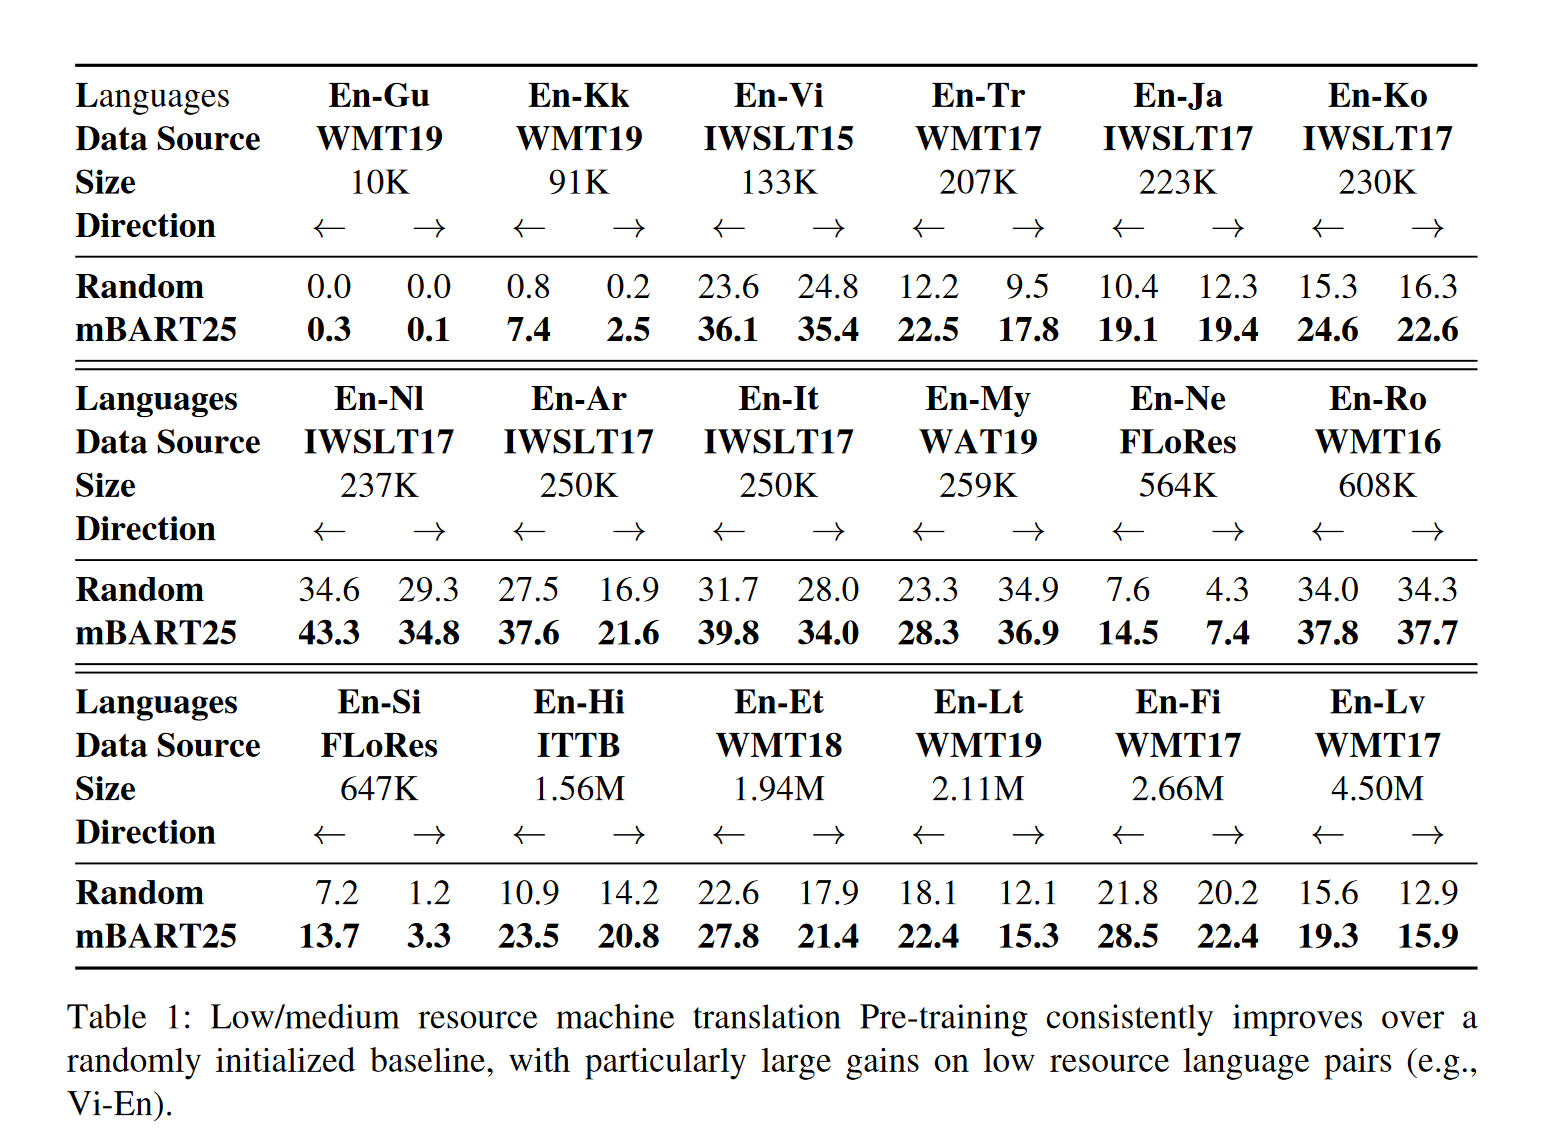 Languages En-Gu En-Kk En-Vi En-Tr En-Ja En-Ko
Data Source WMT19 WMT19 IWSLT15 WMT17 IWSLT17 IWSLT17
Size 10K 91K 133K 207K 223K 230K
Direction ← → ← → ← → ← → ← → ← →
Random 0.0 0.0 0.8 0.2 23.6 24.8 12.2 9.5 10.4 12.3 15.3 16.3
mBART25 0.3 0.1 7.4 2.5 36.1 35.4 22.5 17.8 19.1 19.4 24.6 22.6
Languages En-Nl En-Ar En-It En-My En-Ne En-Ro
Data Source IWSLT17 IWSLT17 IWSLT17 WAT19 FLoRes WMT16
Size 237K 250K 250K 259K 564K 608K
Direction ← → ← → ← → ← → ← → ← →
Random 34.6 29.3 27.5 16.9 31.7 28.0 23.3 34.9 7.6 4.3 34.0 34.3
mBART25 43.3 34.8 37.6 21.6 39.8 34.0 28.3 36.9 14.5 7.4 37.8 37.7
Languages En-Si En-Hi En-Et En-Lt En-Fi En-Lv
Data Source FLoRes ITTB WMT18 WMT19 WMT17 WMT17
Size 647K 1.56M 1.94M 2.11M 2.66M 4.50M
Direction ← → ← → ← → ← → ← → ← →
Random 7.2 1.2 10.9 14.2 22.6 17.9 18.1 12.1 21.8 20.2 15.6 12.9
mBART25 13.7 3.3 23.5 20.8 27.8 21.4 22.4 15.3 28.5 22.4 19.3 15.9
Table 1: Low/medium resource machine translation Pre-training consistently improves over a
randomly initialized baseline, with particularly large gains on low resource language pairs (e.g.,
Vi-En).